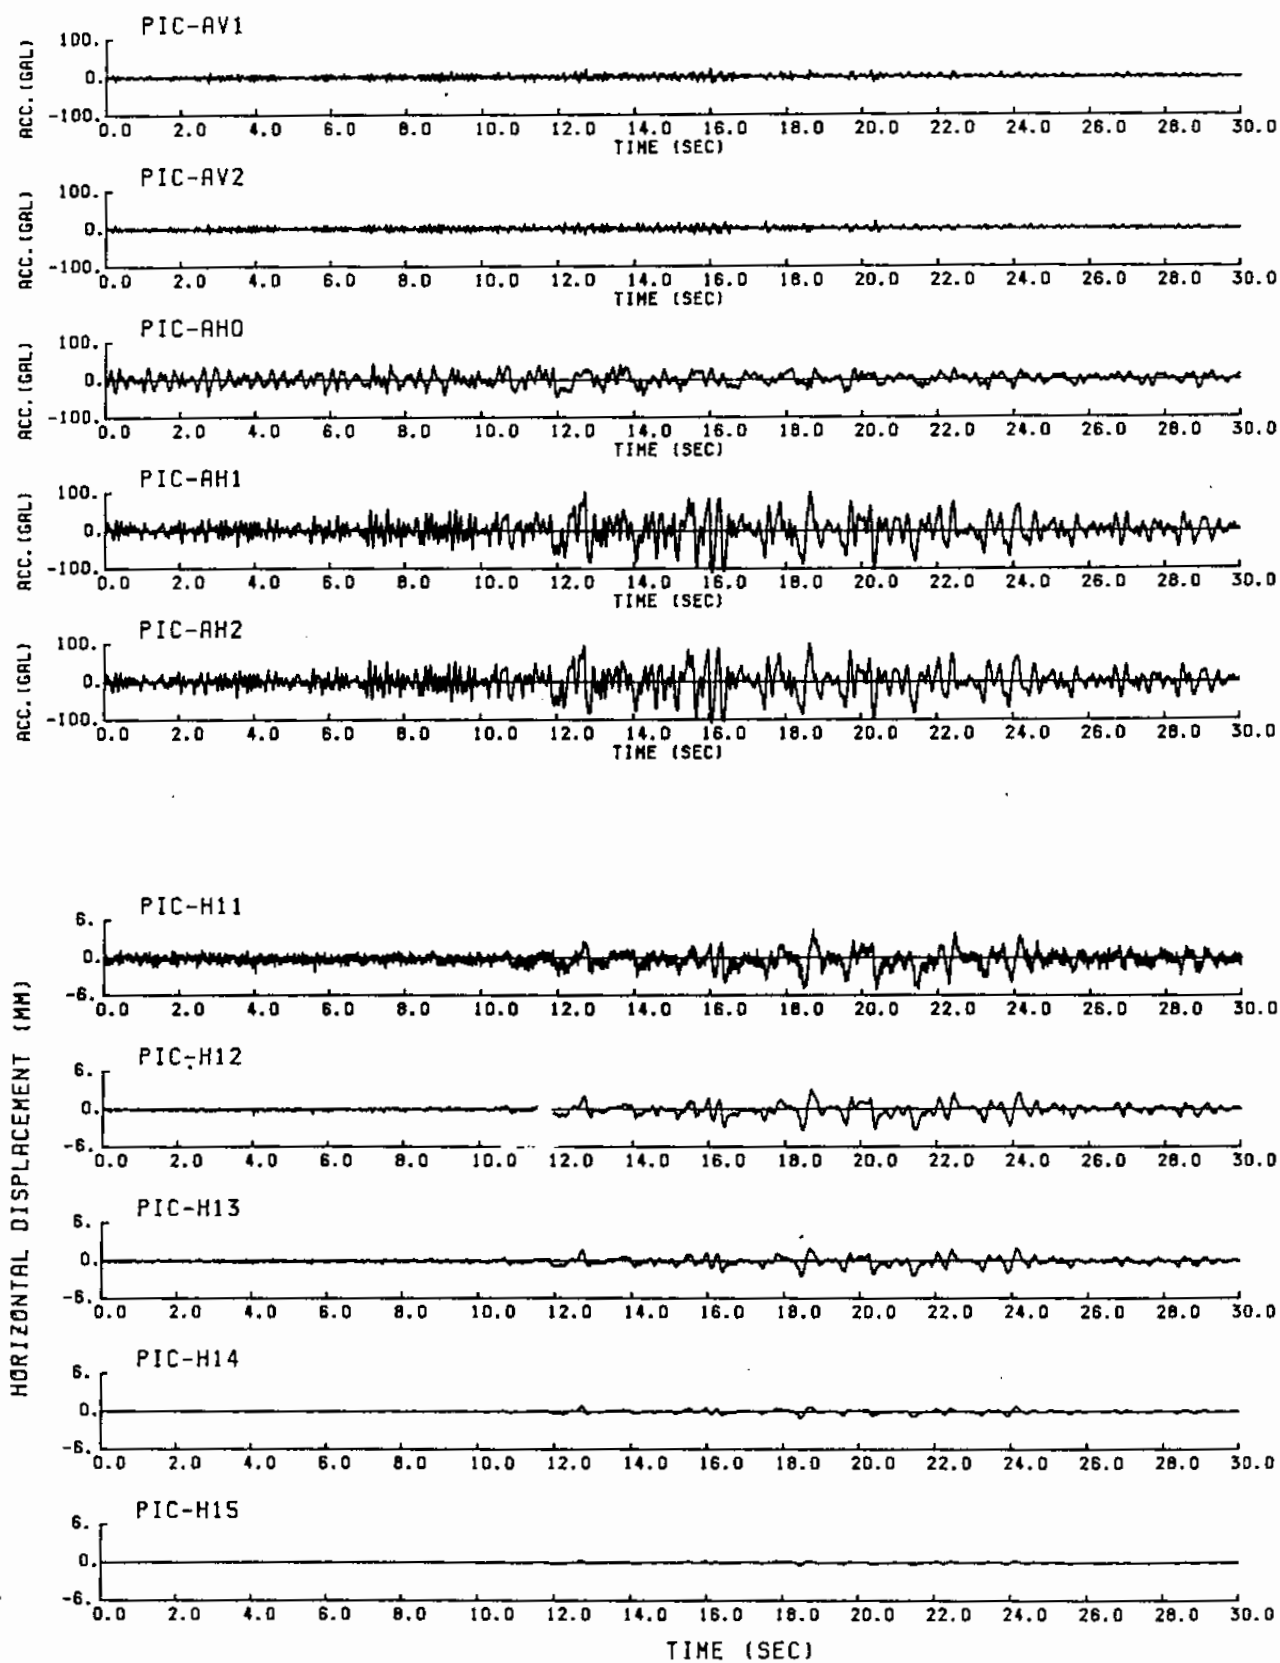 PIC-AV1
ACC.(GAL)
100.
0.
-100.
0.0 2.0 4.0 6.0 8.0 10.0 12.0 14.0 16.0 18.0 20.0 22.0 24.0 26.0 28.0 30.0
TIME (SEC)
PIC-AV2
ACC.(GAL)
100.
0.
-100.
0.0 2.0 4.0 6.0 8.0 10.0 12.0 14.0 16.0 18.0 20.0 22.0 24.0 26.0 28.0 30.0
TIME (SEC)
PIC-AH0
ACC.(GAL)
100.
0.
-100.
0.0 2.0 4.0 6.0 8.0 10.0 12.0 14.0 16.0 18.0 20.0 22.0 24.0 26.0 28.0 30.0
TIME (SEC)
PIC-AH1
ACC.(GAL)
100.
0.
-100.
0.0 2.0 4.0 6.0 8.0 10.0 12.0 14.0 16.0 18.0 20.0 22.0 24.0 26.0 28.0 30.0
TIME (SEC)
PIC-AH2
ACC.(GAL)
100.
0.
-100.
0.0 2.0 4.0 6.0 8.0 10.0 12.0 14.0 16.0 18.0 20.0 22.0 24.0 26.0 28.0 30.0
TIME (SEC)
HORIZONTAL DISPLACEMENT (MM)
PIC-H11
6.
0.
-6.
0.0 2.0 4.0 6.0 8.0 10.0 12.0 14.0 16.0 18.0 20.0 22.0 24.0 26.0 28.0 30.0
PIC-H12
6.
0.
-6.
0.0 2.0 4.0 6.0 8.0 10.0 12.0 14.0 16.0 18.0 20.0 22.0 24.0 26.0 28.0 30.0
PIC-H13
6.
0.
-6.
0.0 2.0 4.0 6.0 8.0 10.0 12.0 14.0 16.0 18.0 20.0 22.0 24.0 26.0 28.0 30.0
PIC-H14
6.
0.
-6.
0.0 2.0 4.0 6.0 8.0 10.0 12.0 14.0 16.0 18.0 20.0 22.0 24.0 26.0 28.0 30.0
PIC-H15
6.
0.
-6.
0.0 2.0 4.0 6.0 8.0 10.0 12.0 14.0 16.0 18.0 20.0 22.0 24.0 26.0 28.0 30.0
TIME (SEC)